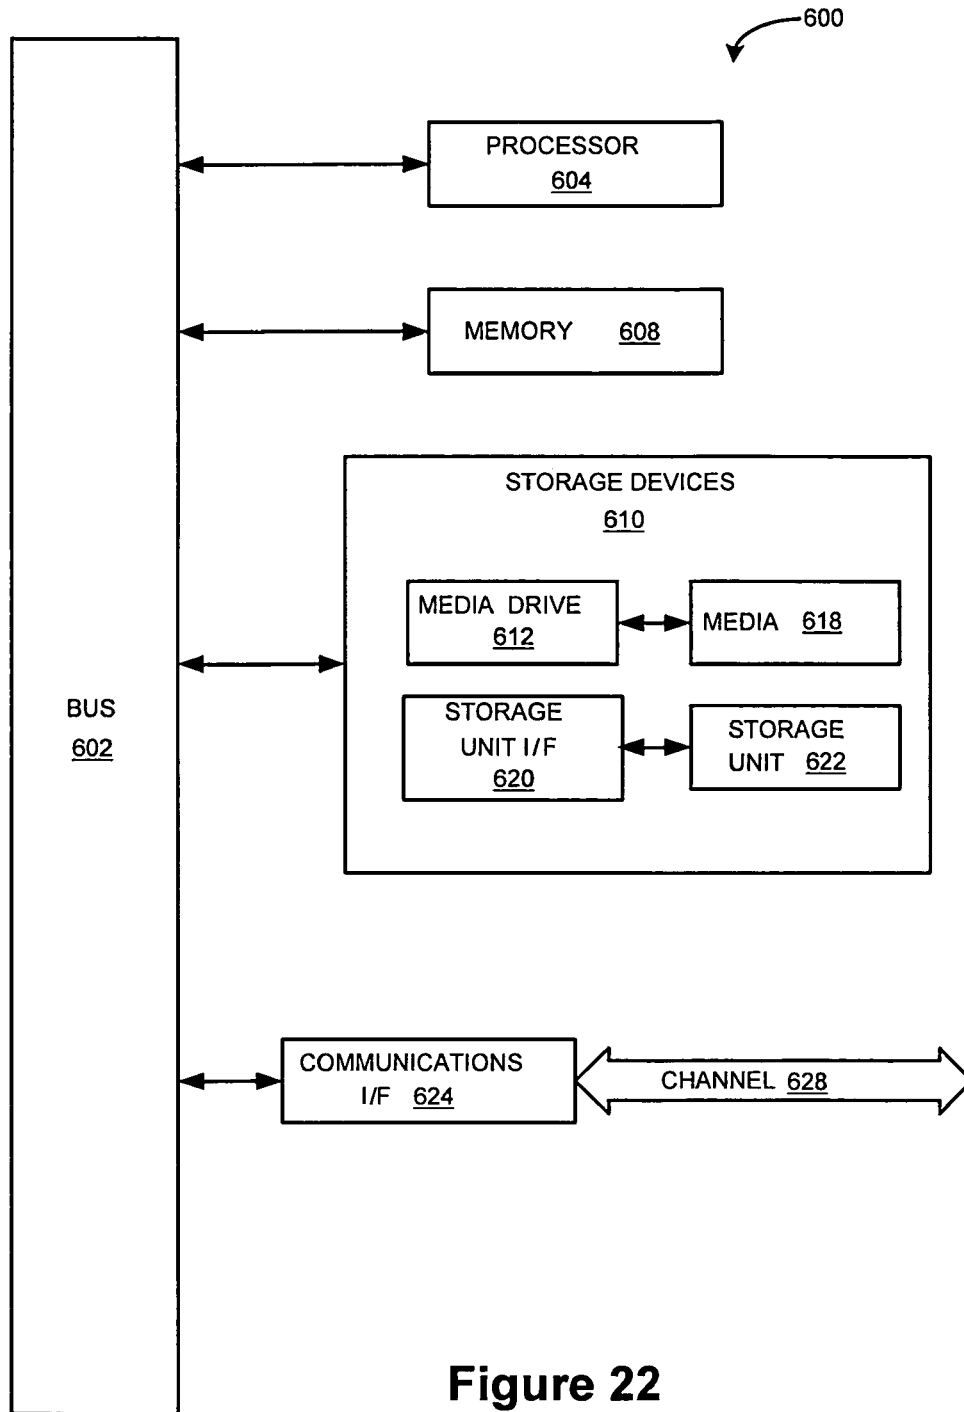 600
PROCESSOR
604
MEMORY 608
STORAGE DEVICES
610
MEDIA DRIVE
612
MEDIA 618
STORAGE
UNIT I/F
620
STORAGE
UNIT 622
BUS
602
COMMUNICATIONS
I/F 624
CHANNEL 628
Figure 22